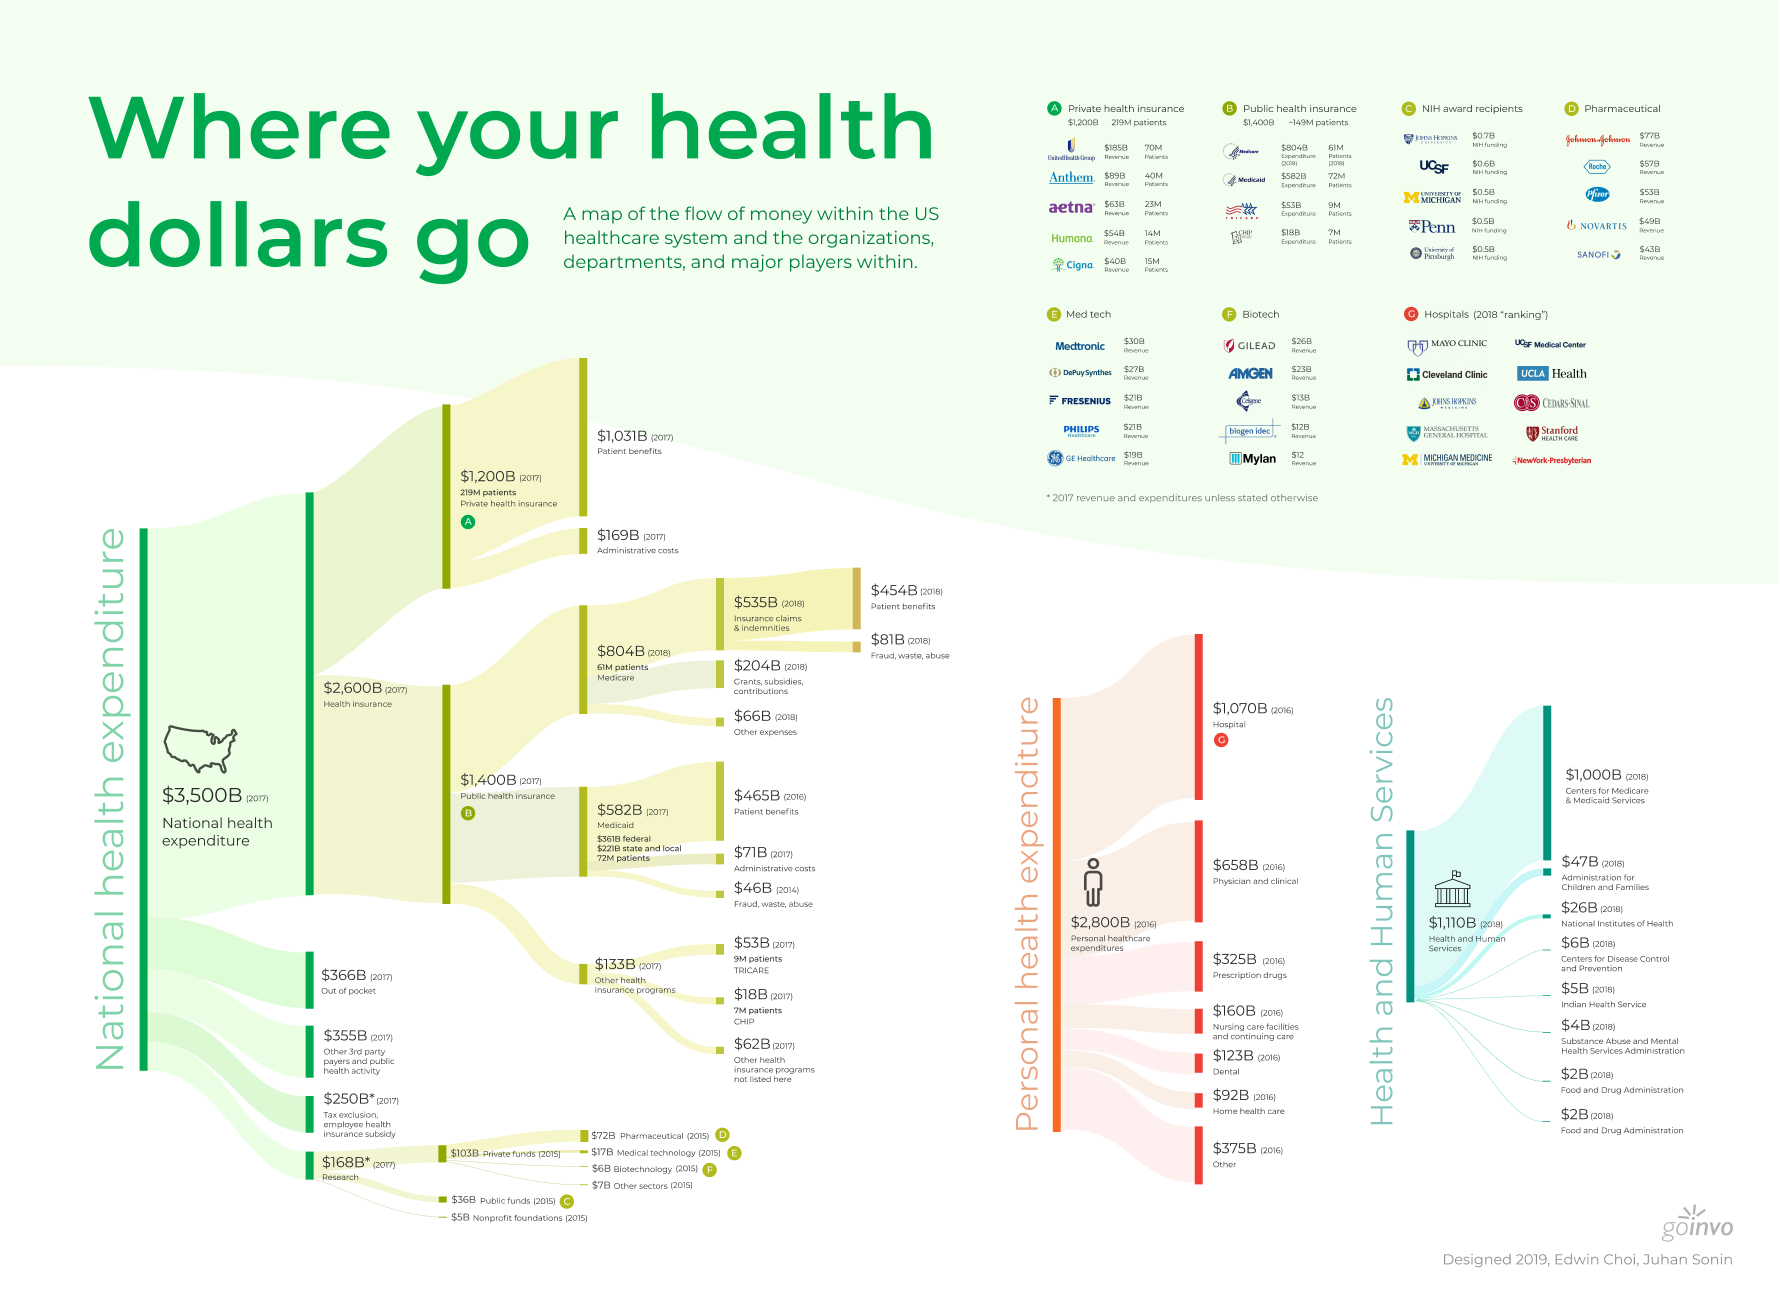 Where your health
dollars go
A map of the flow of money within the US
healthcare system and the organizations,
departments, and major players within.
A Private health insurance
$1,200B 219M patients
UnitedHealth Group $185B 70M
Revenue Patients
Anthem $89B 40M
Revenue Patients
aetna $63B 23M
Revenue Patients
Humana $54B 14M
Revenue Patients
Cigna $40B 15M
Revenue Patients
B Public health insurance
$1,400B ~149M patients
Medicare $804B 61M
Expenditure Patients
(2018) (2018)
Medicaid $582B 72M
Expenditure Patients
TRICARE $53B 9M
Expenditure Patients
CHIP $18B 7M
Expenditure Patients
C NIH award recipients
JOHNS HOPKINS $0.7B
UNIVERSITY NIH funding
UCSF $0.6B
NIH funding
M UNIVERSITY OF $0.5B
MICHIGAN NIH funding
Penn $0.5B
NIH funding
University of $0.5B
Pittsburgh NIH funding
D Pharmaceutical
Johnson & Johnson $77B
Revenue
Roche $57B
Revenue
Pfizer $53B
Revenue
NOVARTIS $49B
Revenue
SANOFI $43B
Revenue
E Med tech
Medtronic $30B
Revenue
DePuySynthes $27B
Revenue
FRESENIUS $21B
Revenue
PHILIPS $21B
Healthcare Revenue
GE Healthcare $19B
Revenue
F Biotech
GILEAD $26B
Revenue
AMGEN $23B
Revenue
Celgene $13B
Revenue
biogen idec $12B
Revenue
Mylan $12
Revenue
G Hospitals (2018 “ranking”)
MAYO CLINIC
Cleveland Clinic
JOHNS HOPKINS
MEDICINE
MASSACHUSETTS
GENERAL HOSPITAL
M MICHIGAN MEDICINE
UNIVERSITY OF MICHIGAN
UCSF Medical Center
UCLA Health
CEDARS-SINAI
Stanford
HEALTH CARE
NewYork-Presbyterian
* 2017 revenue and expenditures unless stated otherwise
National health expenditure
$3,500B (2017)
National health
expenditure
$2,600B (2017)
Health insurance
$366B (2017)
Out of pocket
$355B (2017)
Other 3rd party
payers and public
health activity
$250B* (2017)
Tax exclusion,
employee health
insurance subsidy
$168B* (2017)
Research
$1,200B (2017)
219M patients
Private health insurance
A
$1,400B (2017)
Public health insurance
B
$1,031B (2017)
Patient benefits
$169B (2017)
Administrative costs
$804B (2018)
61M patients
Medicare
$582B (2017)
Medicaid
$361B federal
$221B state and local
72M patients
$133B (2017)
Other health
insurance programs
$535B (2018)
Insurance claims
& indemnities
$204B (2018)
Grants, subsidies,
contributions
$66B (2018)
Other expenses
$454B (2018)
Patient benefits
$81B (2018)
Fraud, waste, abuse
$465B (2016)
Patient benefits
$71B (2017)
Administrative costs
$46B (2014)
Fraud, waste, abuse
$53B (2017)
9M patients
TRICARE
$18B (2017)
7M patients
CHIP
$62B (2017)
Other health
insurance programs
not listed here
$103B Private funds (2015)
$36B Public funds (2015) C
$5B Nonprofit foundations (2015)
$72B Pharmaceutical (2015) D
$17B Medical technology (2015) E
$6B Biotechnology (2015) F
$7B Other sectors (2015)
Personal health expenditure
$2,800B (2016)
Personal healthcare
expenditures
$1,070B (2016)
Hospital
G
$658B (2016)
Physician and clinical
$325B (2016)
Prescription drugs
$160B (2016)
Nursing care facilities
and continuing care
$123B (2016)
Dental
$92B (2016)
Home health care
$375B (2016)
Other
Health and Human Services
$1,110B (2018)
Health and Human
Services
$1,000B (2018)
Centers for Medicare
& Medicaid Services
$47B (2018)
Administration for
Children and Families
$26B (2018)
National Institutes of Health
$6B (2018)
Centers for Disease Control
and Prevention
$5B (2018)
Indian Health Service
$4B (2018)
Substance Abuse and Mental
Health Services Administration
$2B (2018)
Food and Drug Administration
$2B (2018)
Food and Drug Administration
goinvo
Designed 2019, Edwin Choi, Juhan Sonin